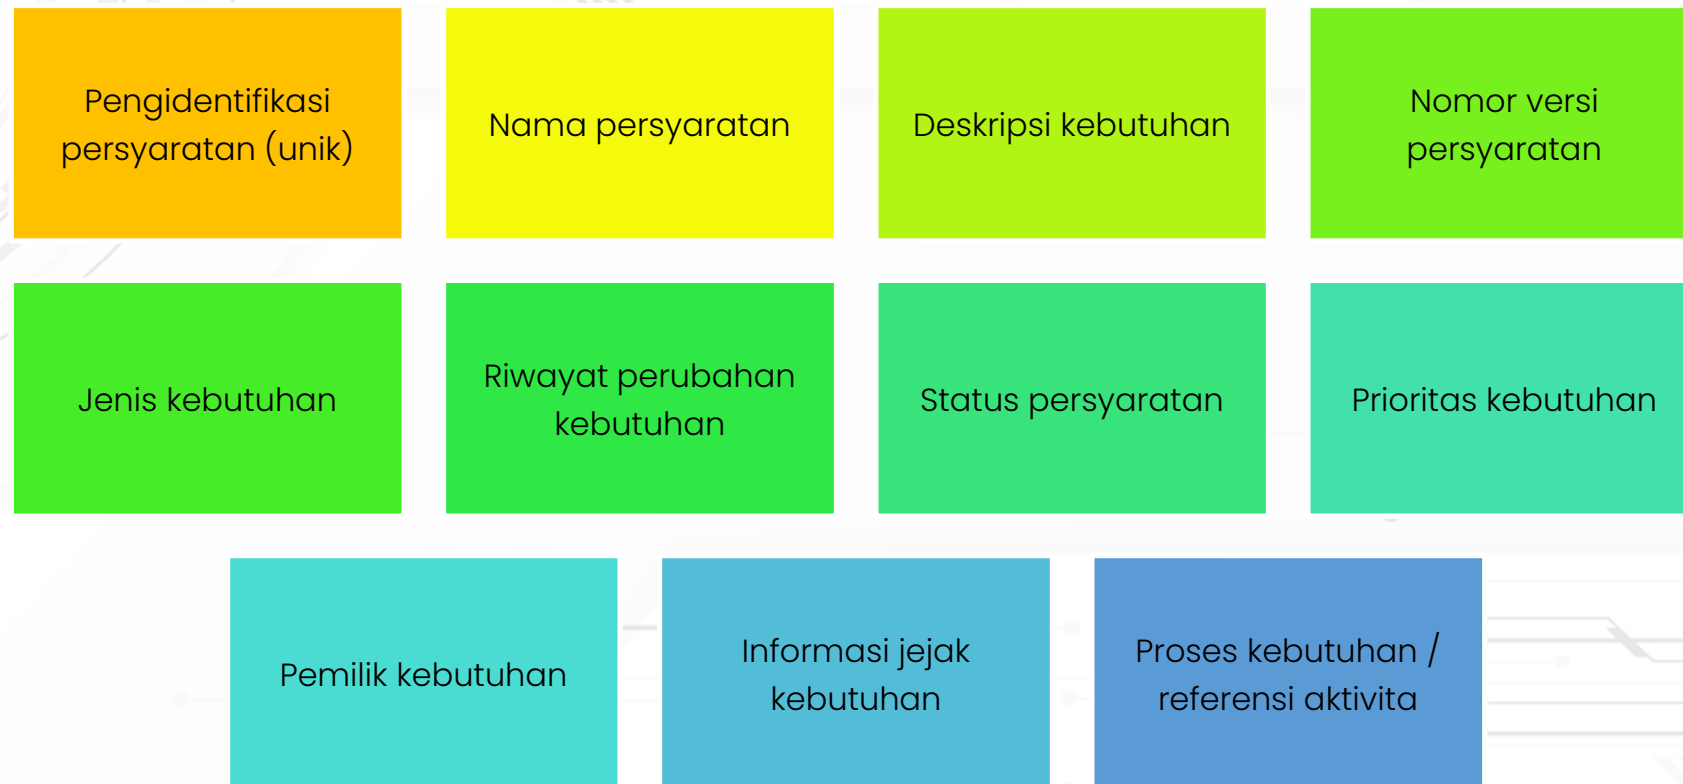 Pengidentifikasi
persyaratan (unik)
Nama persyaratan
Deskripsi kebutuhan
Nomor versi
persyaratan
Jenis kebutuhan
Riwayat perubahan
kebutuhan
Status persyaratan
Prioritas kebutuhan
Pemilik kebutuhan
Informasi jejak
kebutuhan
Proses kebutuhan /
referensi aktivita